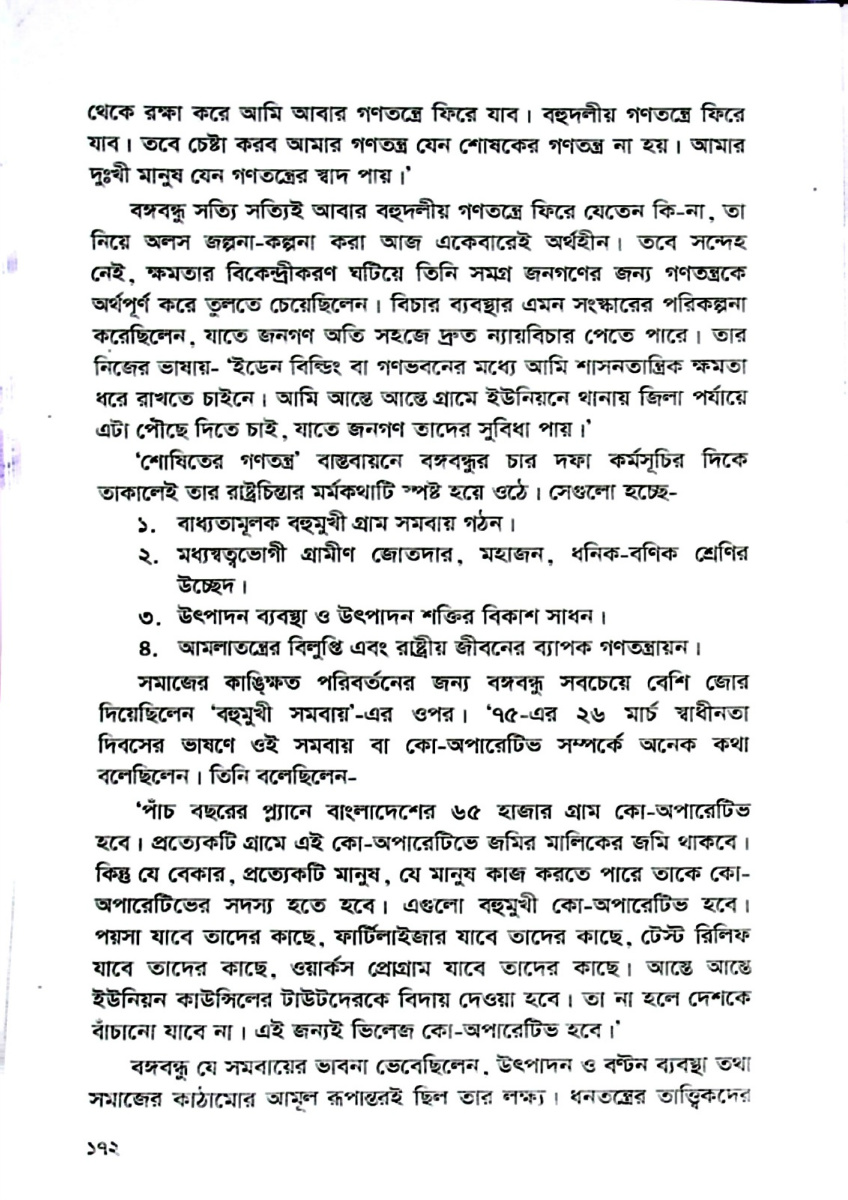 থেকে রক্ষা করে আমি আবার গণতন্ত্রে ফিরে যাব। বহুদলীয় গণতন্ত্রে ফিরে
যাব। তবে চেষ্টা করব আমার গণতন্ত্র যেন শোষকের গণতন্ত্র না হয়। আমার
দুঃখী মানুষ যেন গণতন্ত্রের স্বাদ পায়।’
বঙ্গবন্ধু সত্যি সত্যিই আবার বহুদলীয় গণতন্ত্রে ফিরে যেতেন কি-না, তা
নিয়ে অলস জল্পনা-কল্পনা করা আজ একেবারেই অর্থহীন। তবে সন্দেহ
নেই, ক্ষমতার বিকেন্দ্রীকরণ ঘটিয়ে তিনি সমগ্র জনগণের জন্য গণতন্ত্রকে
অর্থপূর্ণ করে তুলতে চেয়েছিলেন। বিচার ব্যবস্থার এমন সংস্কারের পরিকল্পনা
করেছিলেন, যাতে জনগণ অতি সহজে দ্রুত ন্যায়বিচার পেতে পারে। তার
নিজের ভাষায়- ‘ইডেন বিল্ডিং বা গণভবনের মধ্যে আমি শাসনতান্ত্রিক ক্ষমতা
ধরে রাখতে চাইনে। আমি আস্তে আস্তে গ্রামে ইউনিয়নে থানায় জিলা পর্যায়ে
এটা পৌঁছে দিতে চাই, যাতে জনগণ তাদের সুবিধা পায়।’
‘শোষিতের গণতন্ত্র’ বাস্তবায়নে বঙ্গবন্ধুর চার দফা কর্মসূচির দিকে
তাকালেই তার রাষ্ট্রচিন্তার মর্মকথাটি স্পষ্ট হয়ে ওঠে। সেগুলো হচ্ছে-
১. বাধ্যতামূলক বহুমুখী গ্রাম সমবায় গঠন।
২. মধ্যস্বত্বভোগী গ্রামীণ জোতদার, মহাজন, ধনিক-বণিক শ্রেণির
উচ্ছেদ।
৩. উৎপাদন ব্যবস্থা ও উৎপাদন শক্তির বিকাশ সাধন।
৪. আমলাতন্ত্রের বিলুপ্তি এবং রাষ্ট্রীয় জীবনের ব্যাপক গণতন্ত্রায়ন।
সমাজের কাঙ্ক্ষিত পরিবর্তনের জন্য বঙ্গবন্ধু সবচেয়ে বেশি জোর
দিয়েছিলেন ‘বহুমুখী সমবায়’-এর ওপর। ‘৭৫-এর ২৬ মার্চ স্বাধীনতা
দিবসের ভাষণে ওই সমবায় বা কো-অপারেটিভ সম্পর্কে অনেক কথা
বলেছিলেন। তিনি বলেছিলেন-
‘পাঁচ বছরের প্ল্যানে বাংলাদেশের ৬৫ হাজার গ্রাম কো-অপারেটিভ
হবে। প্রত্যেকটি গ্রামে এই কো-অপারেটিভে জমির মালিকের জমি থাকবে।
কিন্তু যে বেকার, প্রত্যেকটি মানুষ, যে মানুষ কাজ করতে পারে তাকে কো-
অপারেটিভের সদস্য হতে হবে। এগুলো বহুমুখী কো-অপারেটিভ হবে।
পয়সা যাবে তাদের কাছে, ফার্টিলাইজার যাবে তাদের কাছে, টেস্ট রিলিফ
যাবে তাদের কাছে, ওয়ার্কস প্রোগ্রাম যাবে তাদের কাছে। আস্তে আস্তে
ইউনিয়ন কাউন্সিলের টাউটদেরকে বিদায় দেওয়া হবে। তা না হলে দেশকে
বাঁচানো যাবে না। এই জন্যই ভিলেজ কো-অপারেটিভ হবে।’
বঙ্গবন্ধু যে সমবায়ের ভাবনা ভেবেছিলেন, উৎপাদন ও বণ্টন ব্যবস্থা তথা
সমাজের কাঠামোর আমূল রূপান্তরই ছিল তার লক্ষ্য। ধনতন্ত্রের তাত্ত্বিকদের
১৭২